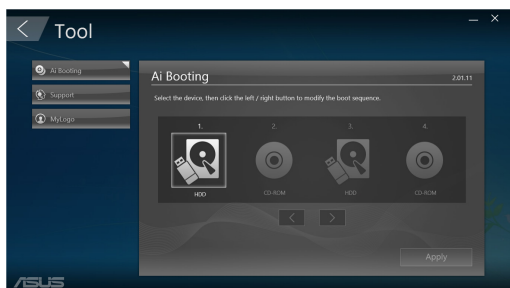 Tool
Ai Booting
Support
MyLogo
Ai Booting
2.01.11
Select the device, then click the left / right button to modify the boot sequence.
1. 2. 3. 4.
HDD CD-ROM HDD CD-ROM
Apply
ASUS